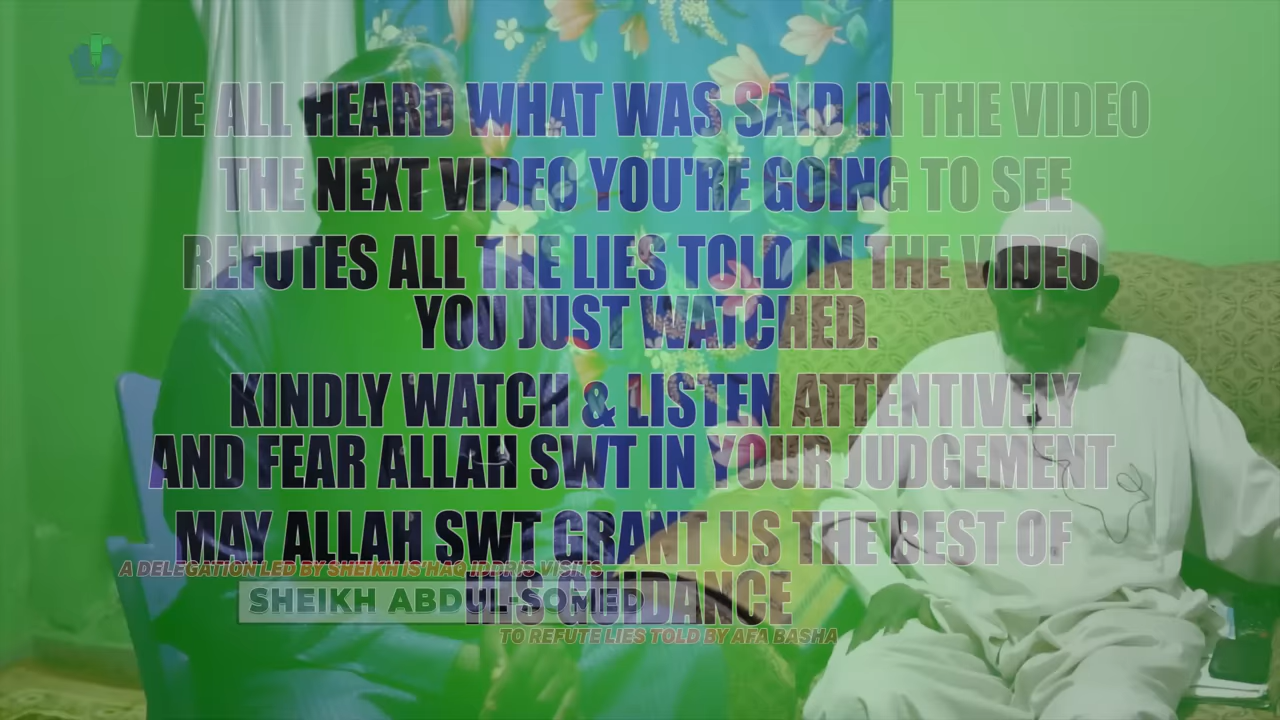 WE ALL HEARD WHAT WAS SAID IN THE VIDEO
THE NEXT VIDEO YOU'RE GOING TO SEE
REFUTES ALL THE LIES TOLD IN THE VIDEO
YOU JUST WATCHED.
KINDLY WATCH & LISTEN ATTENTIVELY
AND FEAR ALLAH SWT IN YOUR JUDGEMENT
MAY ALLAH SWT GRANT US THE BEST OF
HIS GUIDANCE
A DELEGATION LED BY SHEIKH IS'HAQ IDDRIS VISITS
SHEIKH ABDUL-SOMED
TO REFUTE LIES TOLD BY AFA BASHA